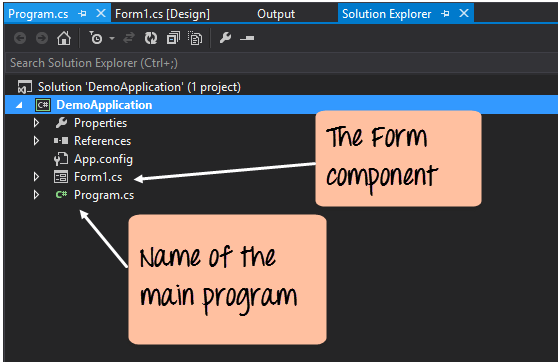 Program.cs
Form1.cs [Design]
Output
Solution Explorer
Search Solution Explorer (Ctrl+;)
Solution 'DemoApplication' (1 project)
C# DemoApplication
Properties
References
App.config
Form1.cs
C# Program.cs
The Form
component
Name of the
main program